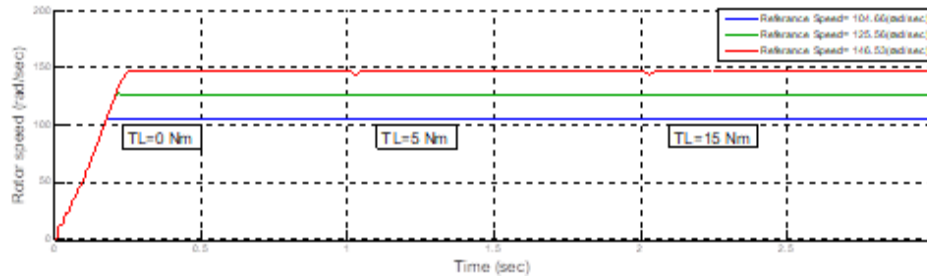 200
150
100
50
0
Rotor speed (rad/sec)
Referance Speed= 104.66(rad/sec)
Referance Speed= 125.56(rad/sec)
Referance Speed= 146.53(rad/sec)
TL=0 Nm
TL=5 Nm
TL=15 Nm
0
0.5
1
1.5
2
2.5
Time (sec)